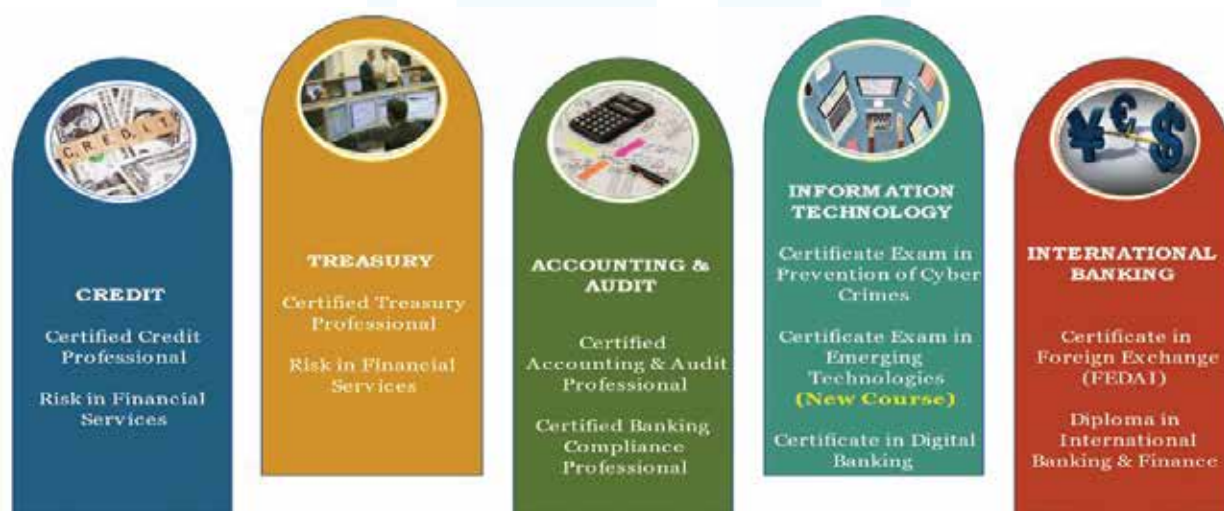 CREDIT
CREDIT
Certified Credit
Professional
Risk in Financial
Services
TREASURY
Certified Treasury
Professional
Risk in Financial
Services
ACCOUNTING &
AUDIT
Certified
Accounting & Audit
Professional
Certified Banking
Compliance
Professional
INFORMATION
TECHNOLOGY
Certificate Exam in
Prevention of Cyber
Crimes
Certificate Exam in
Emerging
Technologies
(New Course)
Certificate in Digital
Banking
¥ € $
INTERNATIONAL
BANKING
Certificate in
Foreign Exchange
(FEDAI)
Diploma in
International
Banking & Finance